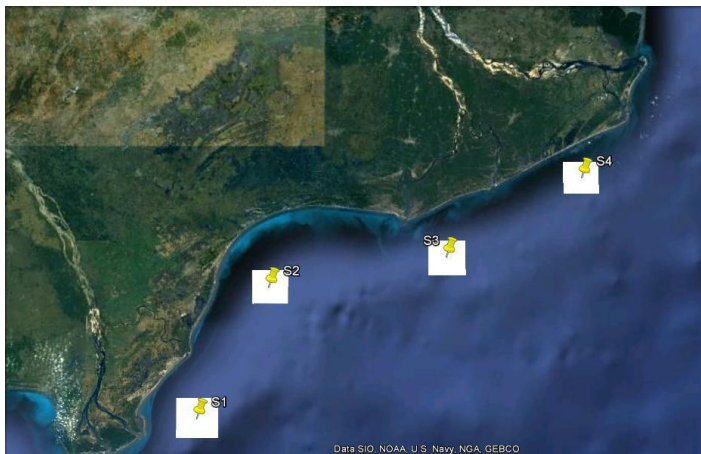 S4
S3
S2
S1
Data SIO, NOAA, U.S. Navy, NGA, GEBCO